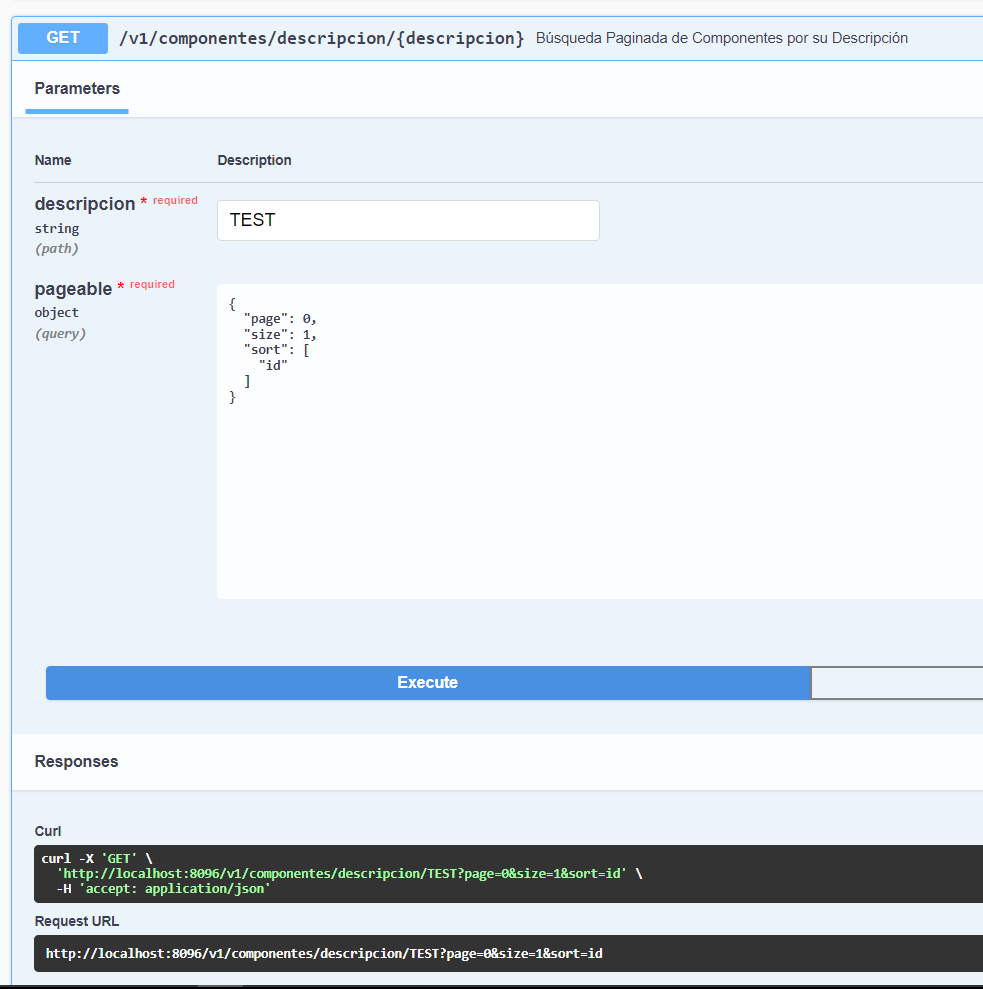 GET /v1/componentes/descripcion/{descripcion} Búsqueda Paginada de Componentes por su Descripción
Parameters
Name Description
descripcion * required
string
(path)
TEST
pageable * required
object
(query)
{
  "page": 0,
  "size": 1,
  "sort": [
    "id"
  ]
}
Execute
Responses
Curl
curl -X 'GET' \
  'http://localhost:8096/v1/componentes/descripcion/TEST?page=0&size=1&sort=id' \
  -H 'accept: application/json'
Request URL
http://localhost:8096/v1/componentes/descripcion/TEST?page=0&size=1&sort=id